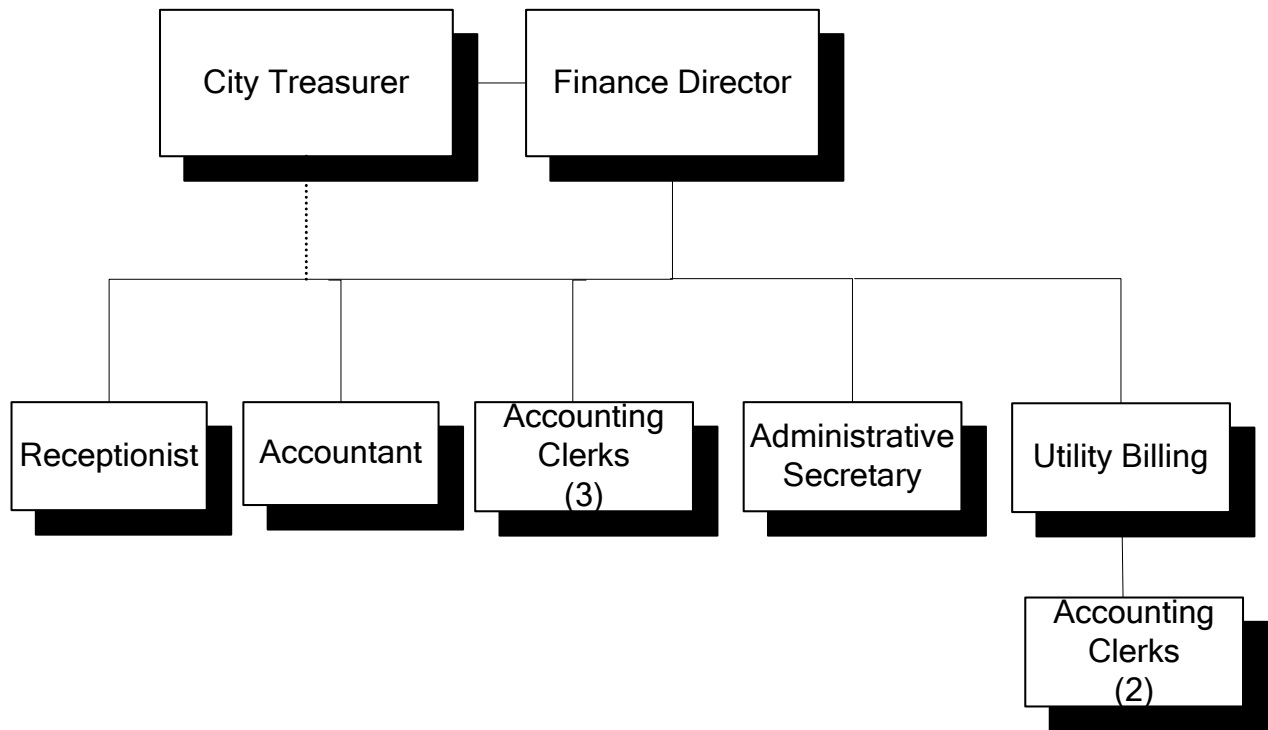 City Treasurer
Finance Director
Receptionist
Accountant
Accounting
Clerks
(3)
Administrative
Secretary
Utility Billing
Accounting
Clerks
(2)